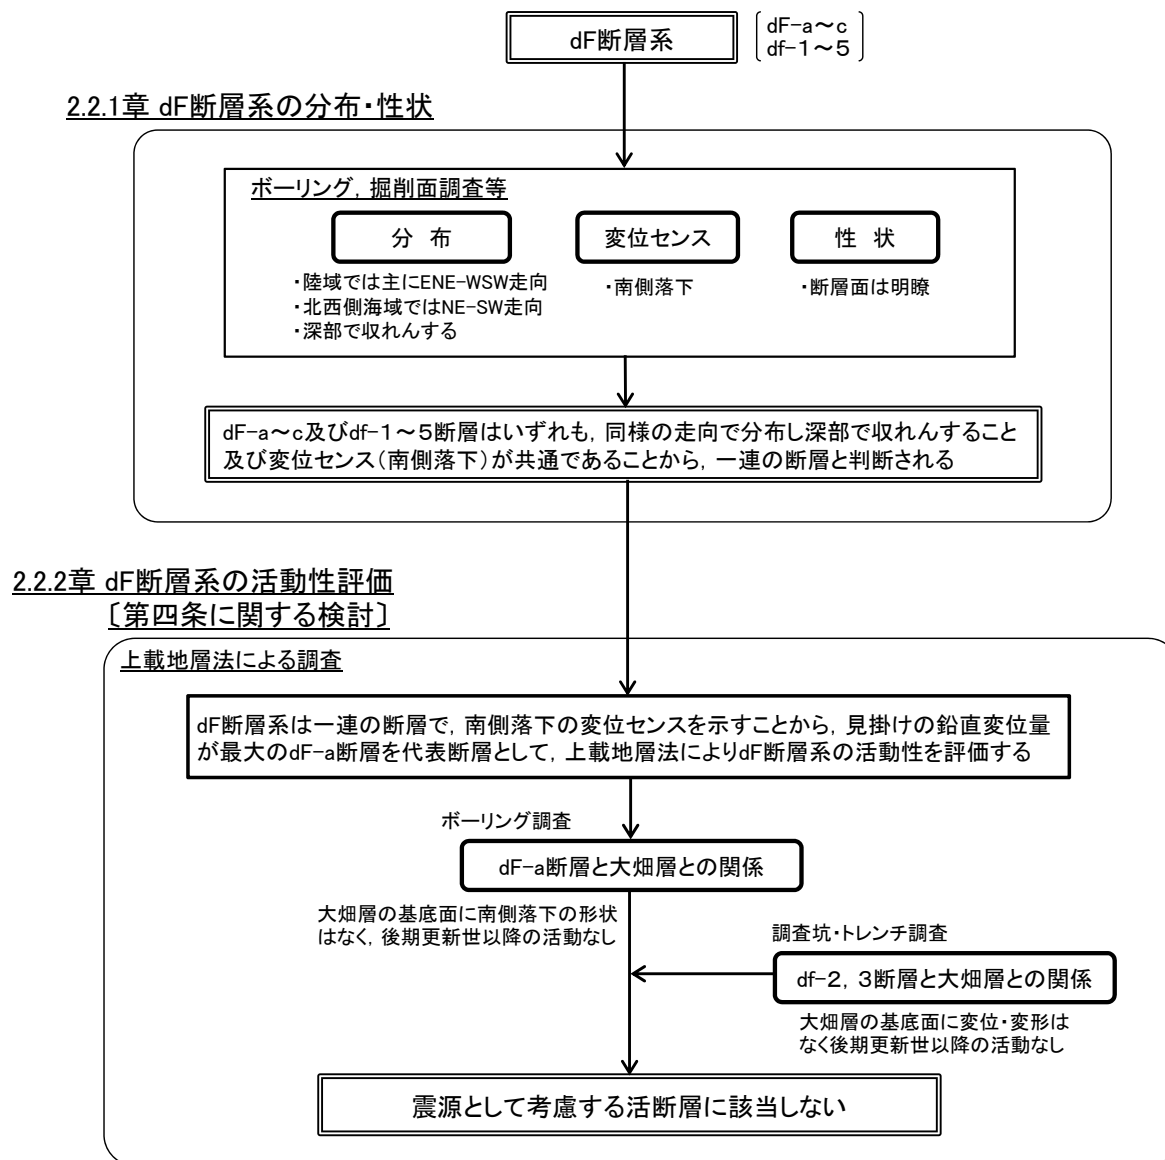 dF断層系
dF-a～c
df-1～5
2.2.1章 dF断層系の分布・性状
ボーリング，掘削面調査等
分 布
変位センス
性 状
・陸域では主にENE-WSW走向
・北西側海域ではNE-SW走向
・深部で収れんする
・南側落下
・断層面は明瞭
dF-a～c及びdf-1～5断層はいずれも，同様の走向で分布し深部で収れんすること
及び変位センス（南側落下）が共通であることから，一連の断層と判断される
2.2.2章 dF断層系の活動性評価
〔第四条に関する検討〕
上載地層法による調査
dF断層系は一連の断層で，南側落下の変位センスを示すことから，見掛けの鉛直変位量
が最大のdF-a断層を代表断層として，上載地層法によりdF断層系の活動性を評価する
ボーリング調査
dF-a断層と大畑層との関係
大畑層の基底面に南側落下の形状
はなく，後期更新世以降の活動なし
調査坑・トレンチ調査
df-2，3断層と大畑層との関係
大畑層の基底面に変位・変形は
なく後期更新世以降の活動なし
震源として考慮する活断層に該当しない